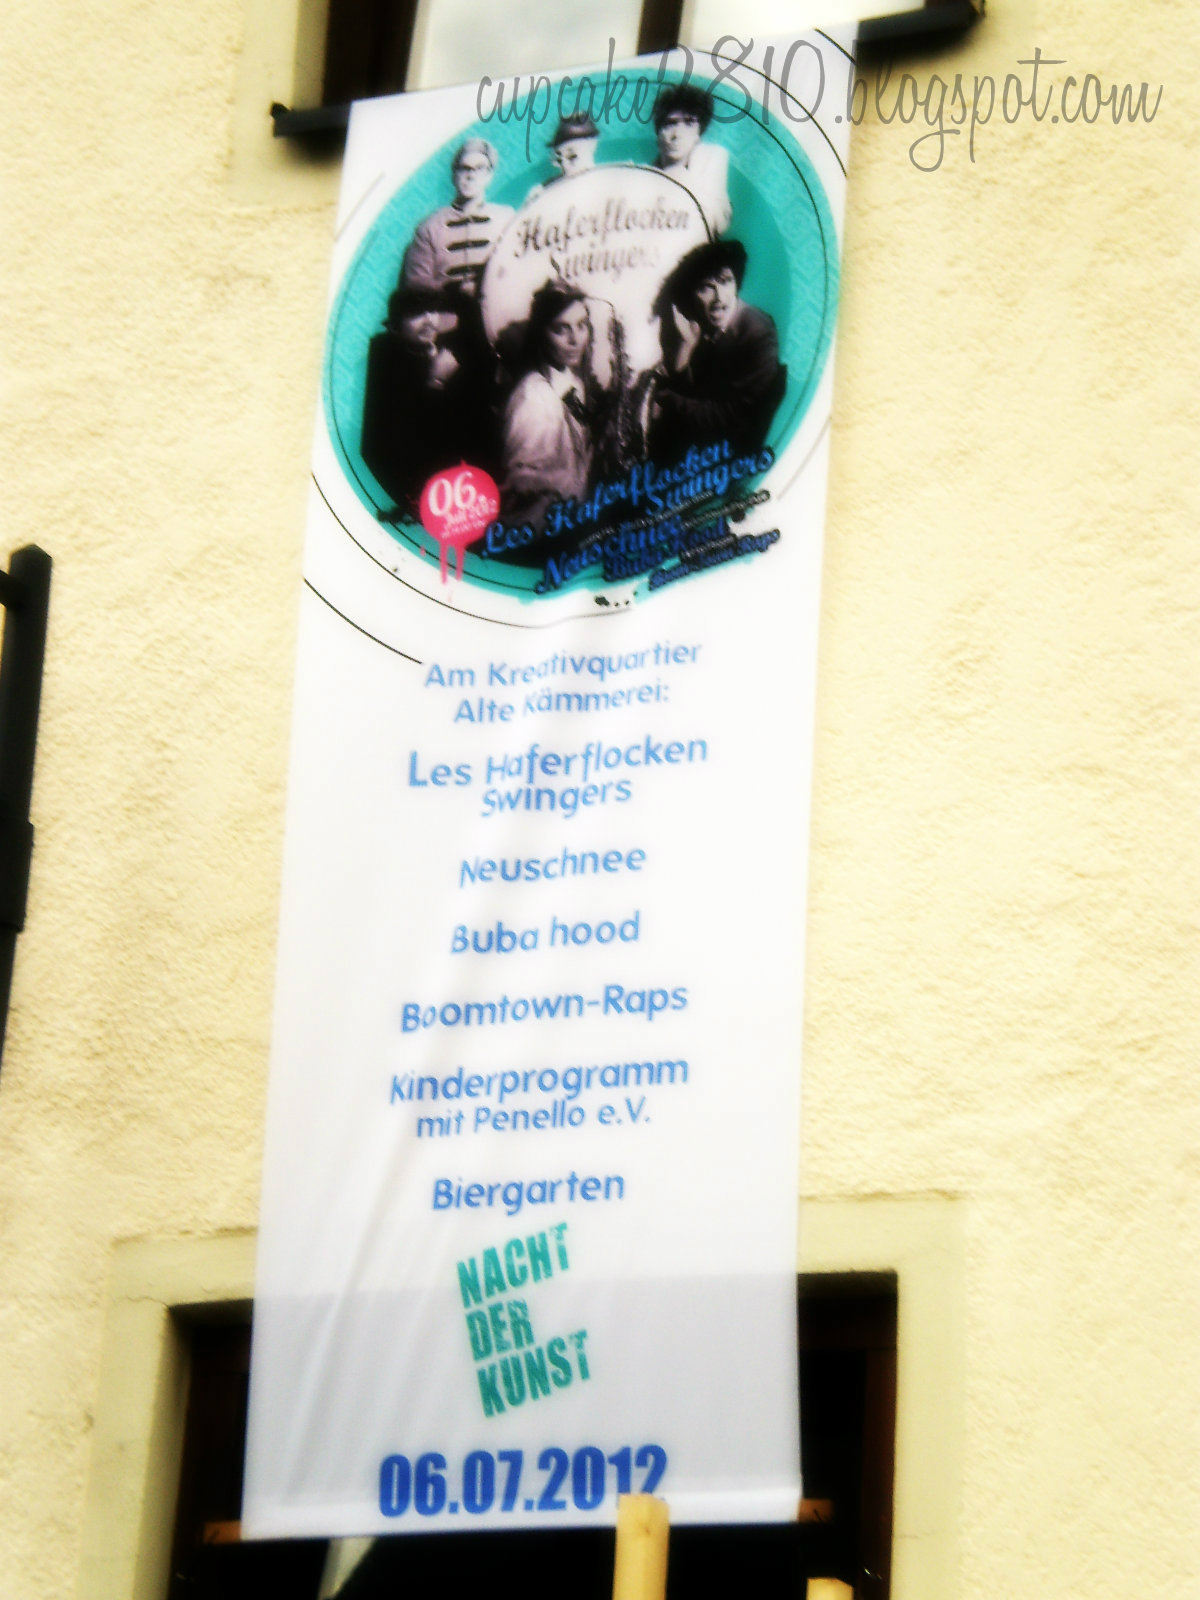 cupcake2810.blogspot.com
Haferflocken
Swingers
06.
Les Haferflocken
Swingers
Neuschnee
Am Kreativquartier
Alte Kämmerei:
Les Haferflocken
Swingers
Neuschnee
Buba hood
Boomtown-Raps
Kinderprogramm
mit Penello e.V.
Biergarten
NACHT
DER
KUNST
06.07.2012